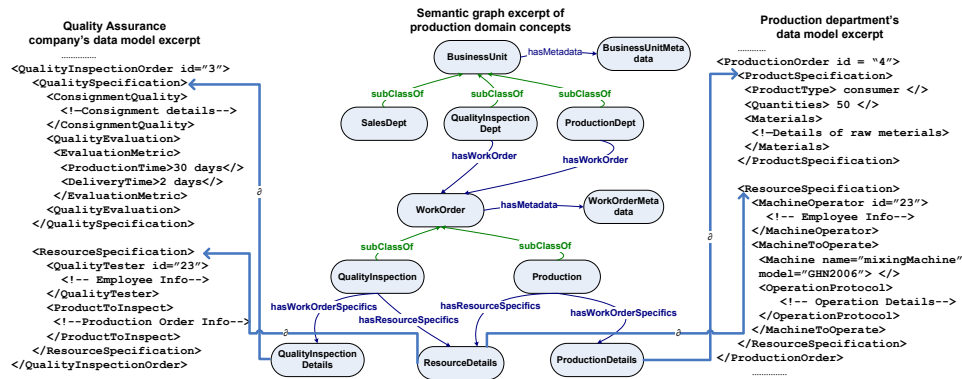 Quality Assurance
company's data model excerpt
..............
<QualityInspectionOrder id="3">
<QualitySpecification>
<ConsignmentQuality>
<!—Consignment details-->
</ConsignmentQuality>
<QualityEvaluation>
<EvaluationMetric>
<ProductionTime>30 days</>
<DeliveryTime>2 days</>
</EvaluationMetric>
<QualityEvaluation>
</QualitySpecification>
<ResourceSpecification>
<QualityTester id="23">
<!-- Employee Info-->
</QualityTester>
<ProductToInspect>
<!--Production Order Info-->
</ProductToInspect>
</ResourceSpecification>
</QualityInspectionOrder>
Semantic graph excerpt of
production domain concepts
BusinessUnit
hasMetadata
BusinessUnitMeta
data
subClassOf
subClassOf
subClassOf
SalesDept
QualityInspection
Dept
ProductionDept
hasWorkOrder
hasWorkOrder
WorkOrder
hasMetadata
WorkOrderMeta
data
subClassOf
subClassOf
QualityInspection
Production
hasWorkOrderSpecifics
hasResourceSpecifics
hasResourceSpecifics
hasWorkOrderSpecifics
QualityInspection
Details
ResourceDetails
ProductionDetails
∂
∂
∂
∂
Production department's
data model excerpt
..............
<ProductionOrder id = "4">
<ProductSpecification>
<ProductType> consumer </>
<Quantities> 50 </>
<Materials>
<!—Details of raw meterials>
</Materials>
</ProductSpecification>
<ResourceSpecification>
<MachineOperator id="23">
<!-- Employee Info-->
</MachineOperator>
<MachineToOperate>
<Machine name="mixingMachine"
model="GHN2006"> </>
<OperationProtocol>
<!-- Operation Details-->
</OperationProtocol>
</MachineToOperate>
</ResourceSpecification>
</ProductionOrder>
..............